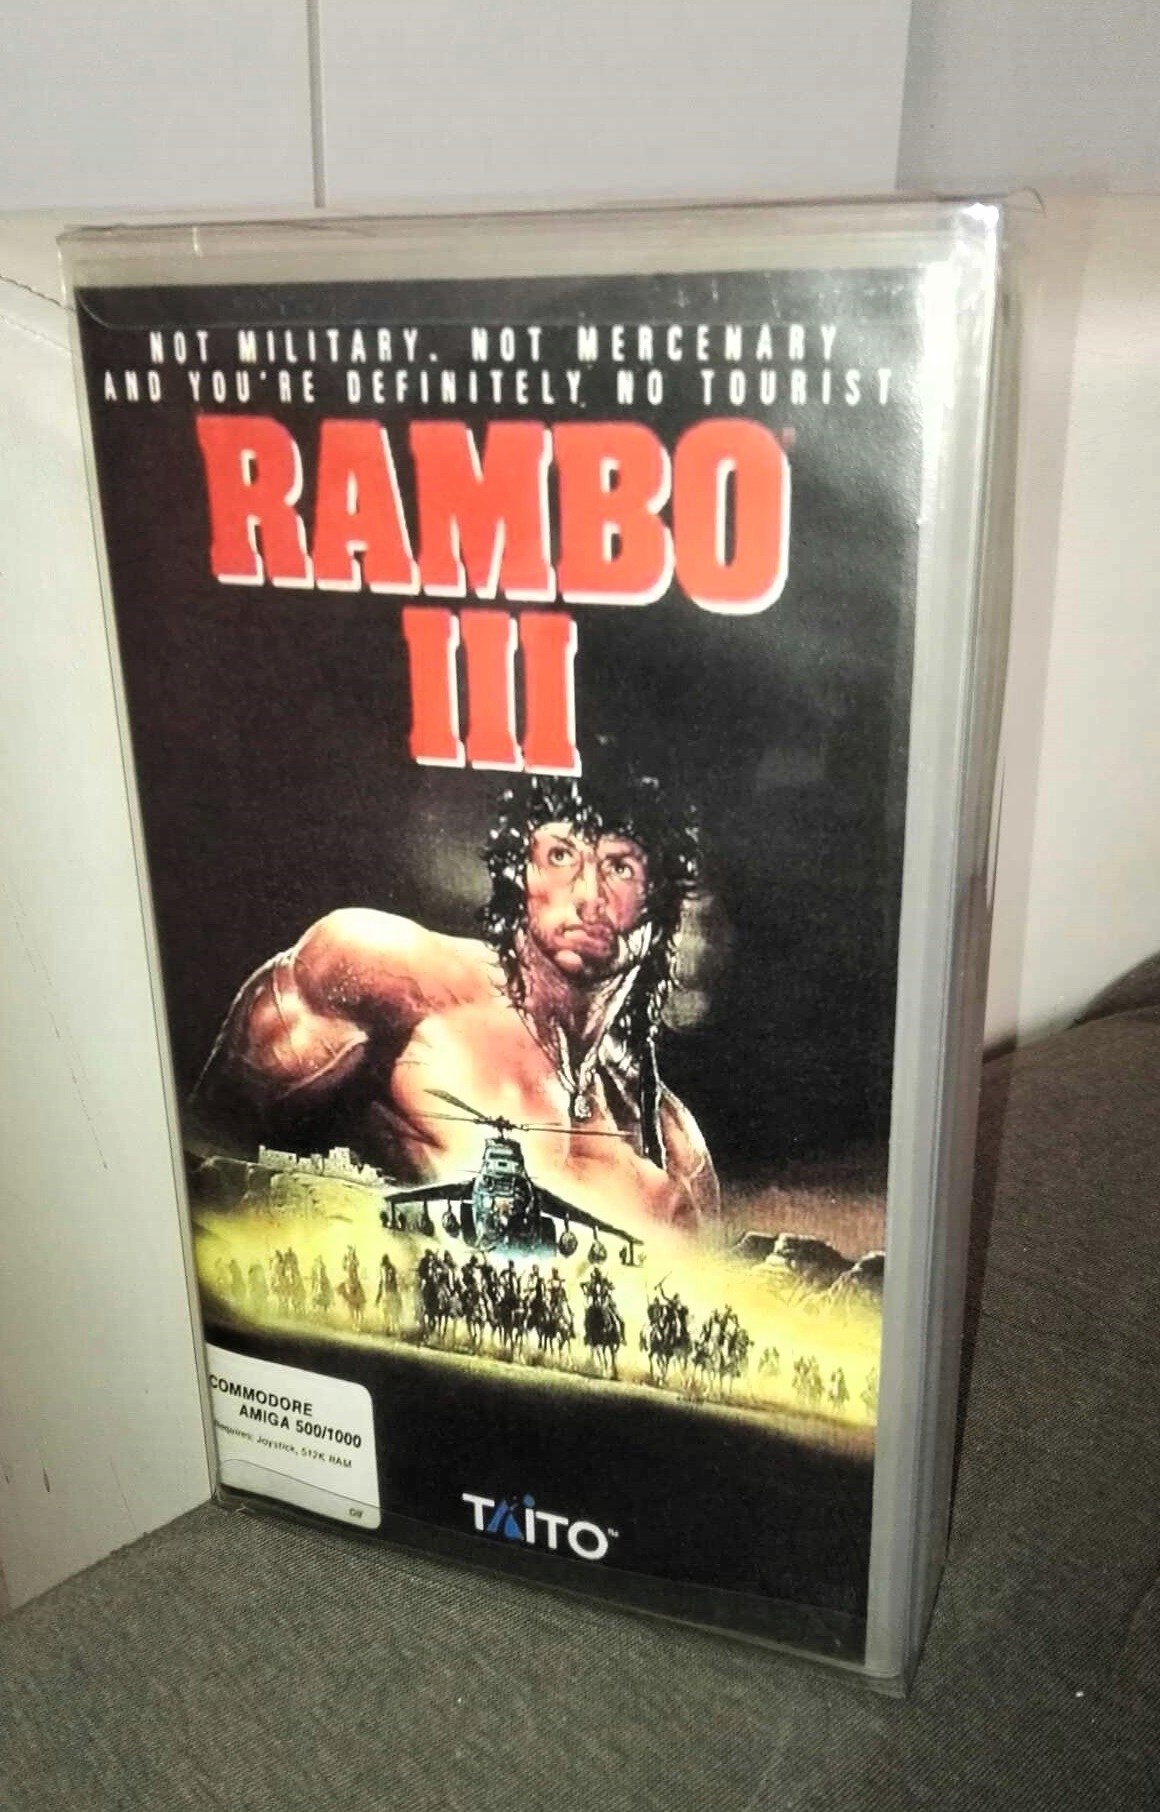 NOT MILITARY. NOT MERCENARY
AND YOU'RE DEFINITELY NO TOURIST
RAMBO
III
COMMODORE
AMIGA 500/1000
Requires: Joystick, 512K RAM
TAITO™